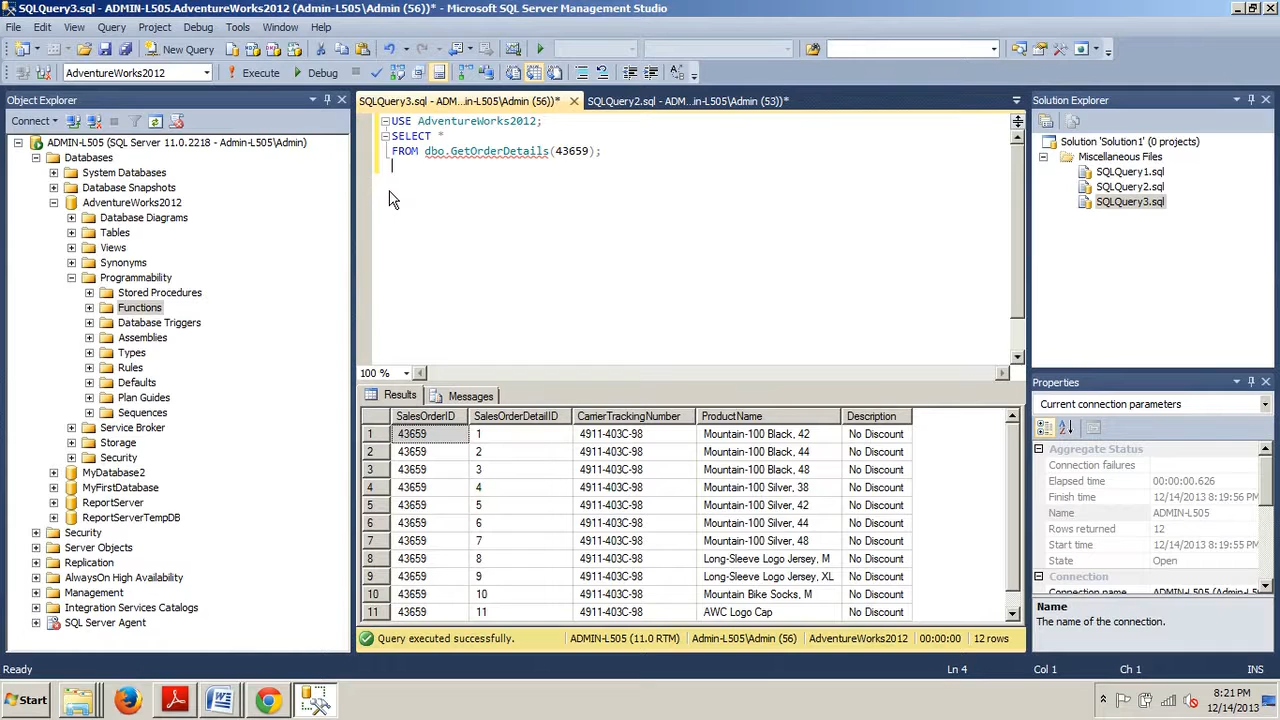 SQLQuery3.sql - ADMIN-L505.AdventureWorks2012 (Admin-L505\Admin (56))* - Microsoft SQL Server Management Studio
File Edit View Query Project Debug Tools Window Help
New Query
AdventureWorks2012 Execute Debug
Object Explorer
Connect
ADMIN-L505 (SQL Server 11.0.2218 - ADMIN-L505\Admin)
Databases
System Databases
Database Snapshots
AdventureWorks2012
Database Diagrams
Tables
Views
Synonyms
Programmability
Stored Procedures
Functions
Database Triggers
Assemblies
Types
Rules
Defaults
Plan Guides
Sequences
Service Broker
Storage
Security
MyDatabase2
MyFirstDatabase
ReportServer
ReportServerTempDB
Security
Server Objects
Replication
AlwaysOn High Availability
Management
Integration Services Catalogs
SQL Server Agent
SQLQuery3.sql - ADM...in-L505\Admin (56))* SQLQuery2.sql - ADM...in-L505\Admin (53))*
USE AdventureWorks2012;
SELECT *
FROM dbo.GetOrderDetails(43659);
100 %
Results Messages
SalesOrderID SalesOrderDetailID CarrierTrackingNumber ProductName Description
1 43659 1 4911-403C-98 Mountain-100 Black, 42 No Discount
2 43659 2 4911-403C-98 Mountain-100 Black, 44 No Discount
3 43659 3 4911-403C-98 Mountain-100 Black, 48 No Discount
4 43659 4 4911-403C-98 Mountain-100 Silver, 38 No Discount
5 43659 5 4911-403C-98 Mountain-100 Silver, 42 No Discount
6 43659 6 4911-403C-98 Mountain-100 Silver, 44 No Discount
7 43659 7 4911-403C-98 Mountain-100 Silver, 48 No Discount
8 43659 8 4911-403C-98 Long-Sleeve Logo Jersey, M No Discount
9 43659 9 4911-403C-98 Long-Sleeve Logo Jersey, XL No Discount
10 43659 10 4911-403C-98 Mountain Bike Socks, M No Discount
11 43659 11 4911-403C-98 AWC Logo Cap No Discount
Query executed successfully. ADMIN-L505 (11.0 RTM) Admin-L505\Admin (56) AdventureWorks2012 00:00:00 12 rows
Solution Explorer
Solution 'Solution1' (0 projects)
Miscellaneous Files
SQLQuery1.sql
SQLQuery2.sql
SQLQuery3.sql
Properties
Current connection parameters
Aggregate Status
Connection failures
Elapsed time 00:00:00.626
Finish time 12/14/2013 8:19:56 PM
Name ADMIN-L505
Rows returned 12
Start time 12/14/2013 8:19:55 PM
State Open
Connection
Connection name ADMIN-L505 (Admin-L
Name
The name of the connection.
Ready Ln 4 Col 1 Ch 1 INS
Start 8:21 PM
12/14/2013